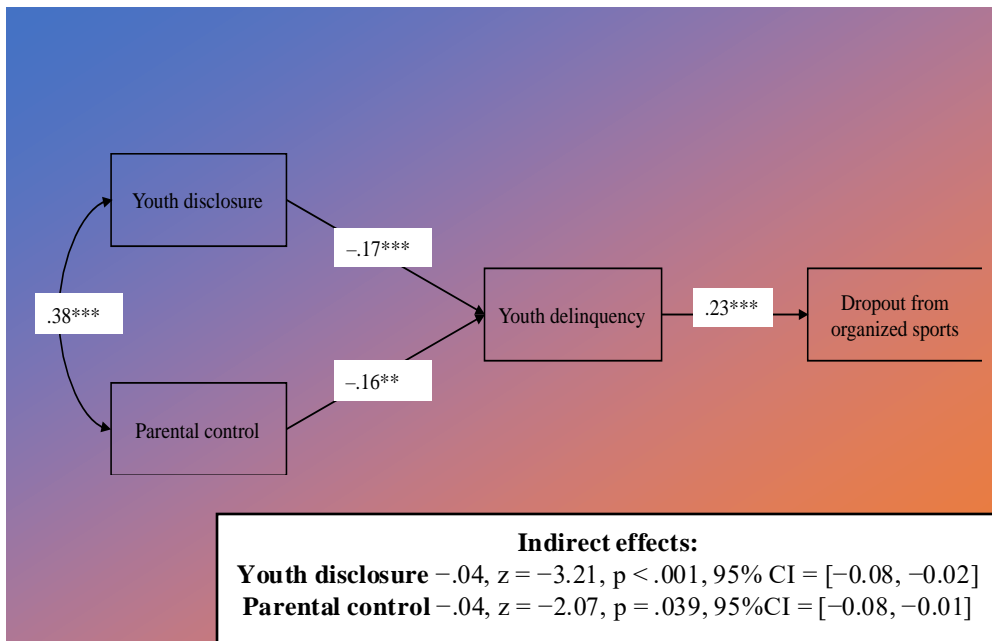 Youth disclosure
–.17***
.38***
Youth delinquency
.23***
Dropout from
organized sports
–.16**
Parental control
Indirect effects:
Youth disclosure −.04, z = −3.21, p < .001, 95% CI = [−0.08, −0.02]
Parental control −.04, z = −2.07, p = .039, 95%CI = [−0.08, −0.01]